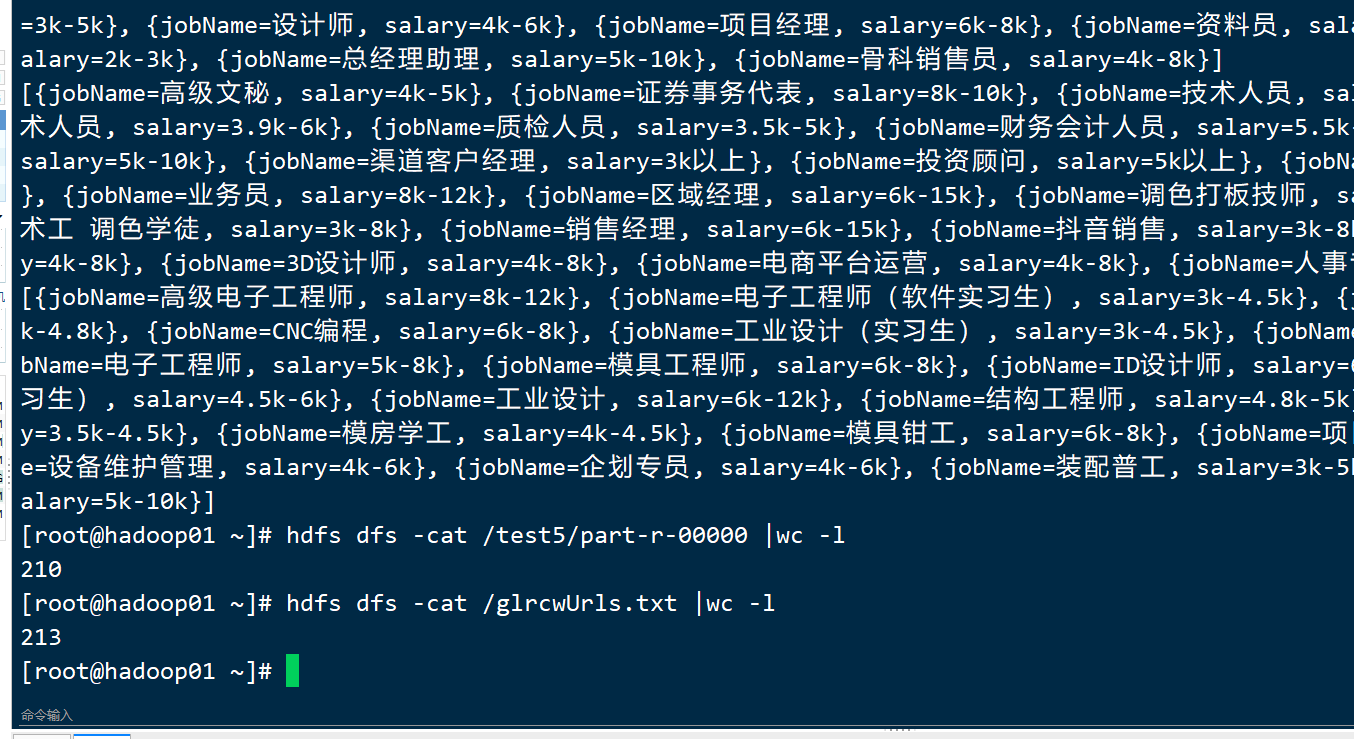 =3k-5k}, {jobName=设计师, salary=4k-6k}, {jobName=项目经理, salary=6k-8k}, {jobName=资料员, sala
alary=2k-3k}, {jobName=总经理助理, salary=5k-10k}, {jobName=骨科销售员, salary=4k-8k}]
[{jobName=高级文秘, salary=4k-5k}, {jobName=证券事务代表, salary=8k-10k}, {jobName=技术人员, sal
术人员, salary=3.9k-6k}, {jobName=质检人员, salary=3.5k-5k}, {jobName=财务会计人员, salary=5.5k-
salary=5k-10k}, {jobName=渠道客户经理, salary=3k以上}, {jobName=投资顾问, salary=5k以上}, {jobNa
}, {jobName=业务员, salary=8k-12k}, {jobName=区域经理, salary=6k-15k}, {jobName=调色打板技师, sa
术工 调色学徒, salary=3k-8k}, {jobName=销售经理, salary=6k-15k}, {jobName=抖音销售, salary=3k-8k
y=4k-8k}, {jobName=3D设计师, salary=4k-8k}, {jobName=电商平台运营, salary=4k-8k}, {jobName=人事
[{jobName=高级电子工程师, salary=8k-12k}, {jobName=电子工程师（软件实习生）, salary=3k-4.5k}, {j
k-4.8k}, {jobName=CNC编程, salary=6k-8k}, {jobName=工业设计（实习生）, salary=3k-4.5k}, {jobName
bName=电子工程师, salary=5k-8k}, {jobName=模具工程师, salary=6k-8k}, {jobName=ID设计师, salary=6
习生）, salary=4.5k-6k}, {jobName=工业设计, salary=6k-12k}, {jobName=结构工程师, salary=4.8k-5k}
y=3.5k-4.5k}, {jobName=模房学工, salary=4k-4.5k}, {jobName=模具钳工, salary=6k-8k}, {jobName=项
e=设备维护管理, salary=4k-6k}, {jobName=企划专员, salary=4k-6k}, {jobName=装配普工, salary=3k-5k
alary=5k-10k}]
[root@hadoop01 ~]# hdfs dfs -cat /test5/part-r-00000 |wc -l
210
[root@hadoop01 ~]# hdfs dfs -cat /glrcwUrls.txt |wc -l
213
[root@hadoop01 ~]#
命令输入